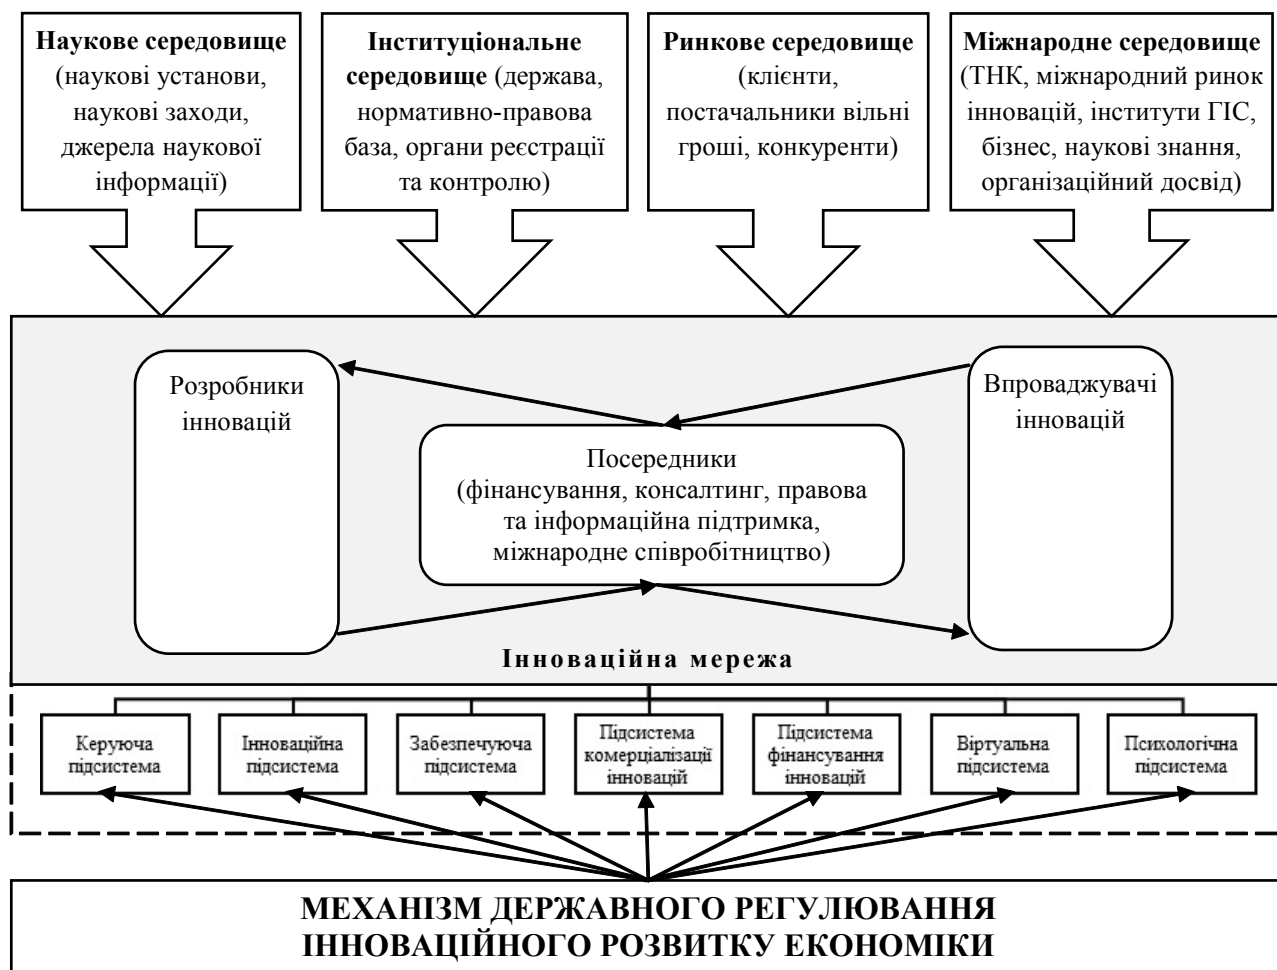 Наукове середовище
(наукові установи,
наукові заходи,
джерела наукової
інформації)
Інституціональне
середовище (держава,
нормативно-правова
база, органи реєстрації
та контролю)
Ринкове середовище
(клієнти,
постачальники вільні
гроші, конкуренти)
Міжнародне середовище
(ТНК, міжнародний ринок
інновацій, інститути ГІС,
бізнес, наукові знання,
організаційний досвід)
Розробники
інновацій
Посередники
(фінансування, консалтинг, правова
та інформаційна підтримка,
міжнародне співробітництво)
Впроваджувачі
інновацій
Інноваційна мережа
Керуюча
підсистема
Інноваційна
підсистема
Забезпечуюча
підсистема
Підсистема
комерціалізації
інновацій
Підсистема
фінансування
інновацій
Віртуальна
підсистема
Психологічна
підсистема
МЕХАНІЗМ ДЕРЖАВНОГО РЕГУЛЮВАННЯ
ІННОВАЦІЙНОГО РОЗВИТКУ ЕКОНОМІКИ